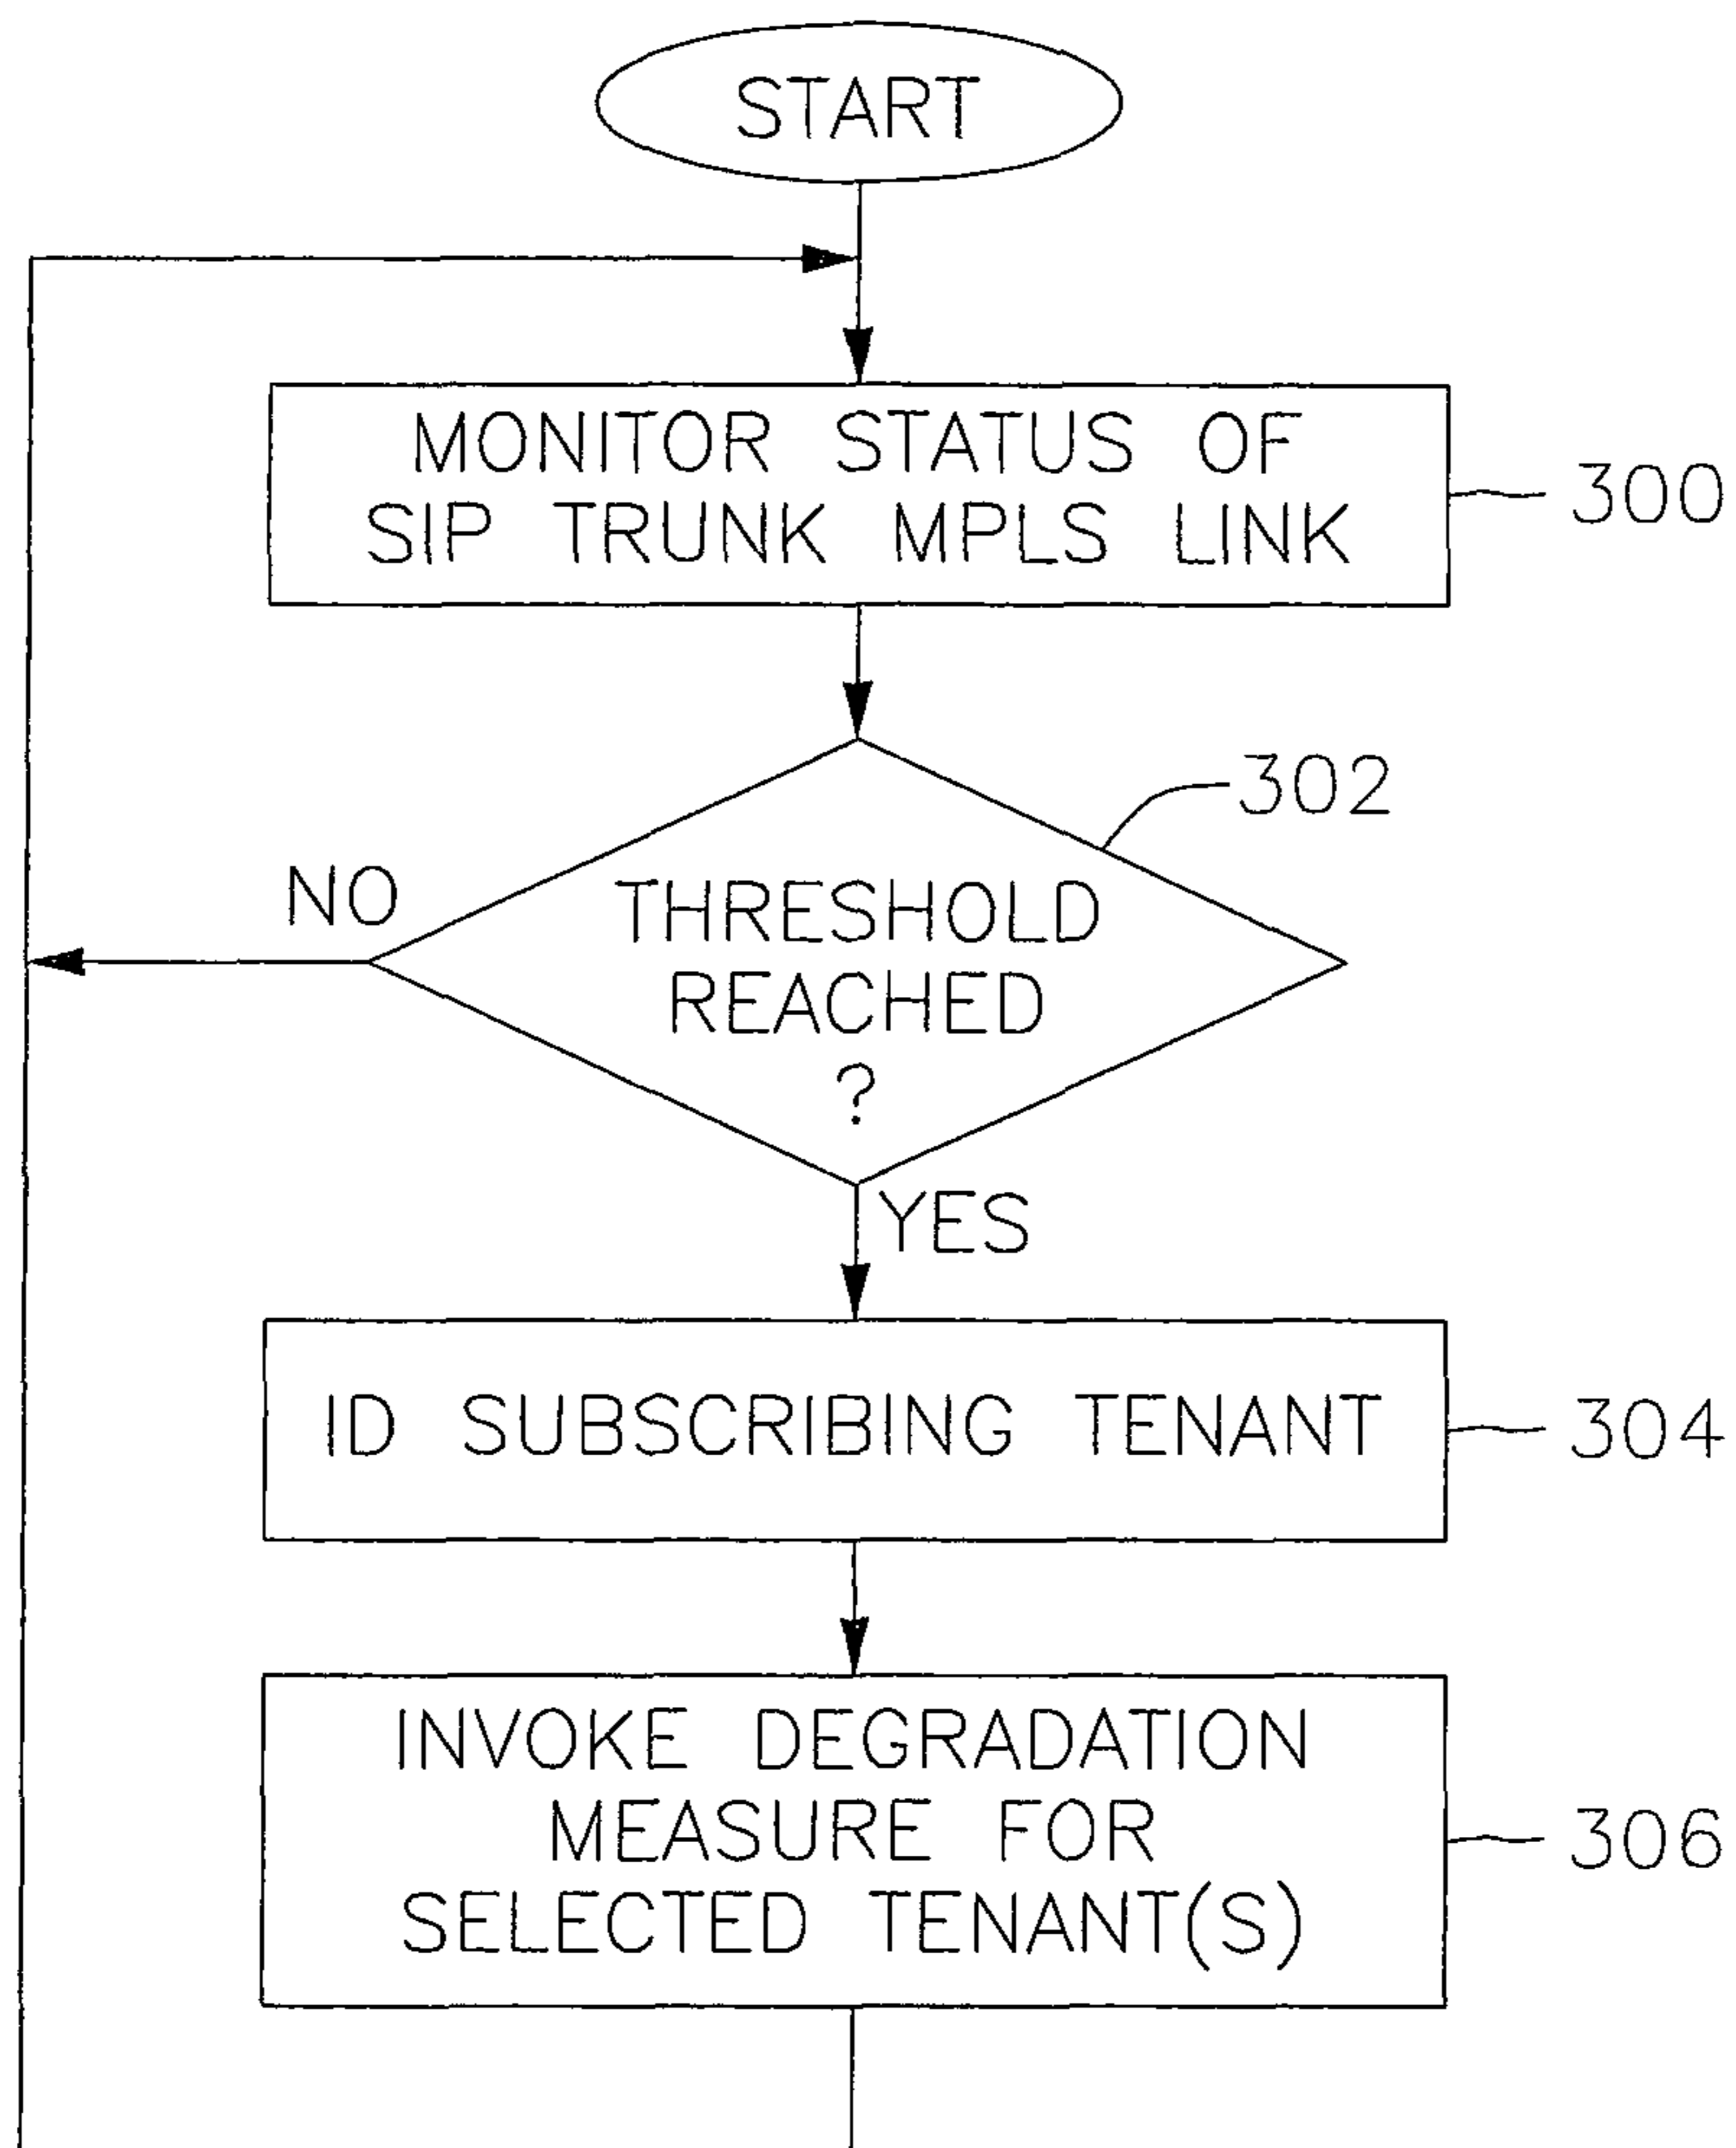 START
MONITOR STATUS OF
SIP TRUNK MPLS LINK
300
302
NO
THRESHOLD
REACHED
?
YES
ID SUBSCRIBING TENANT
304
INVOKE DEGRADATION
MEASURE FOR
SELECTED TENANT(S)
306